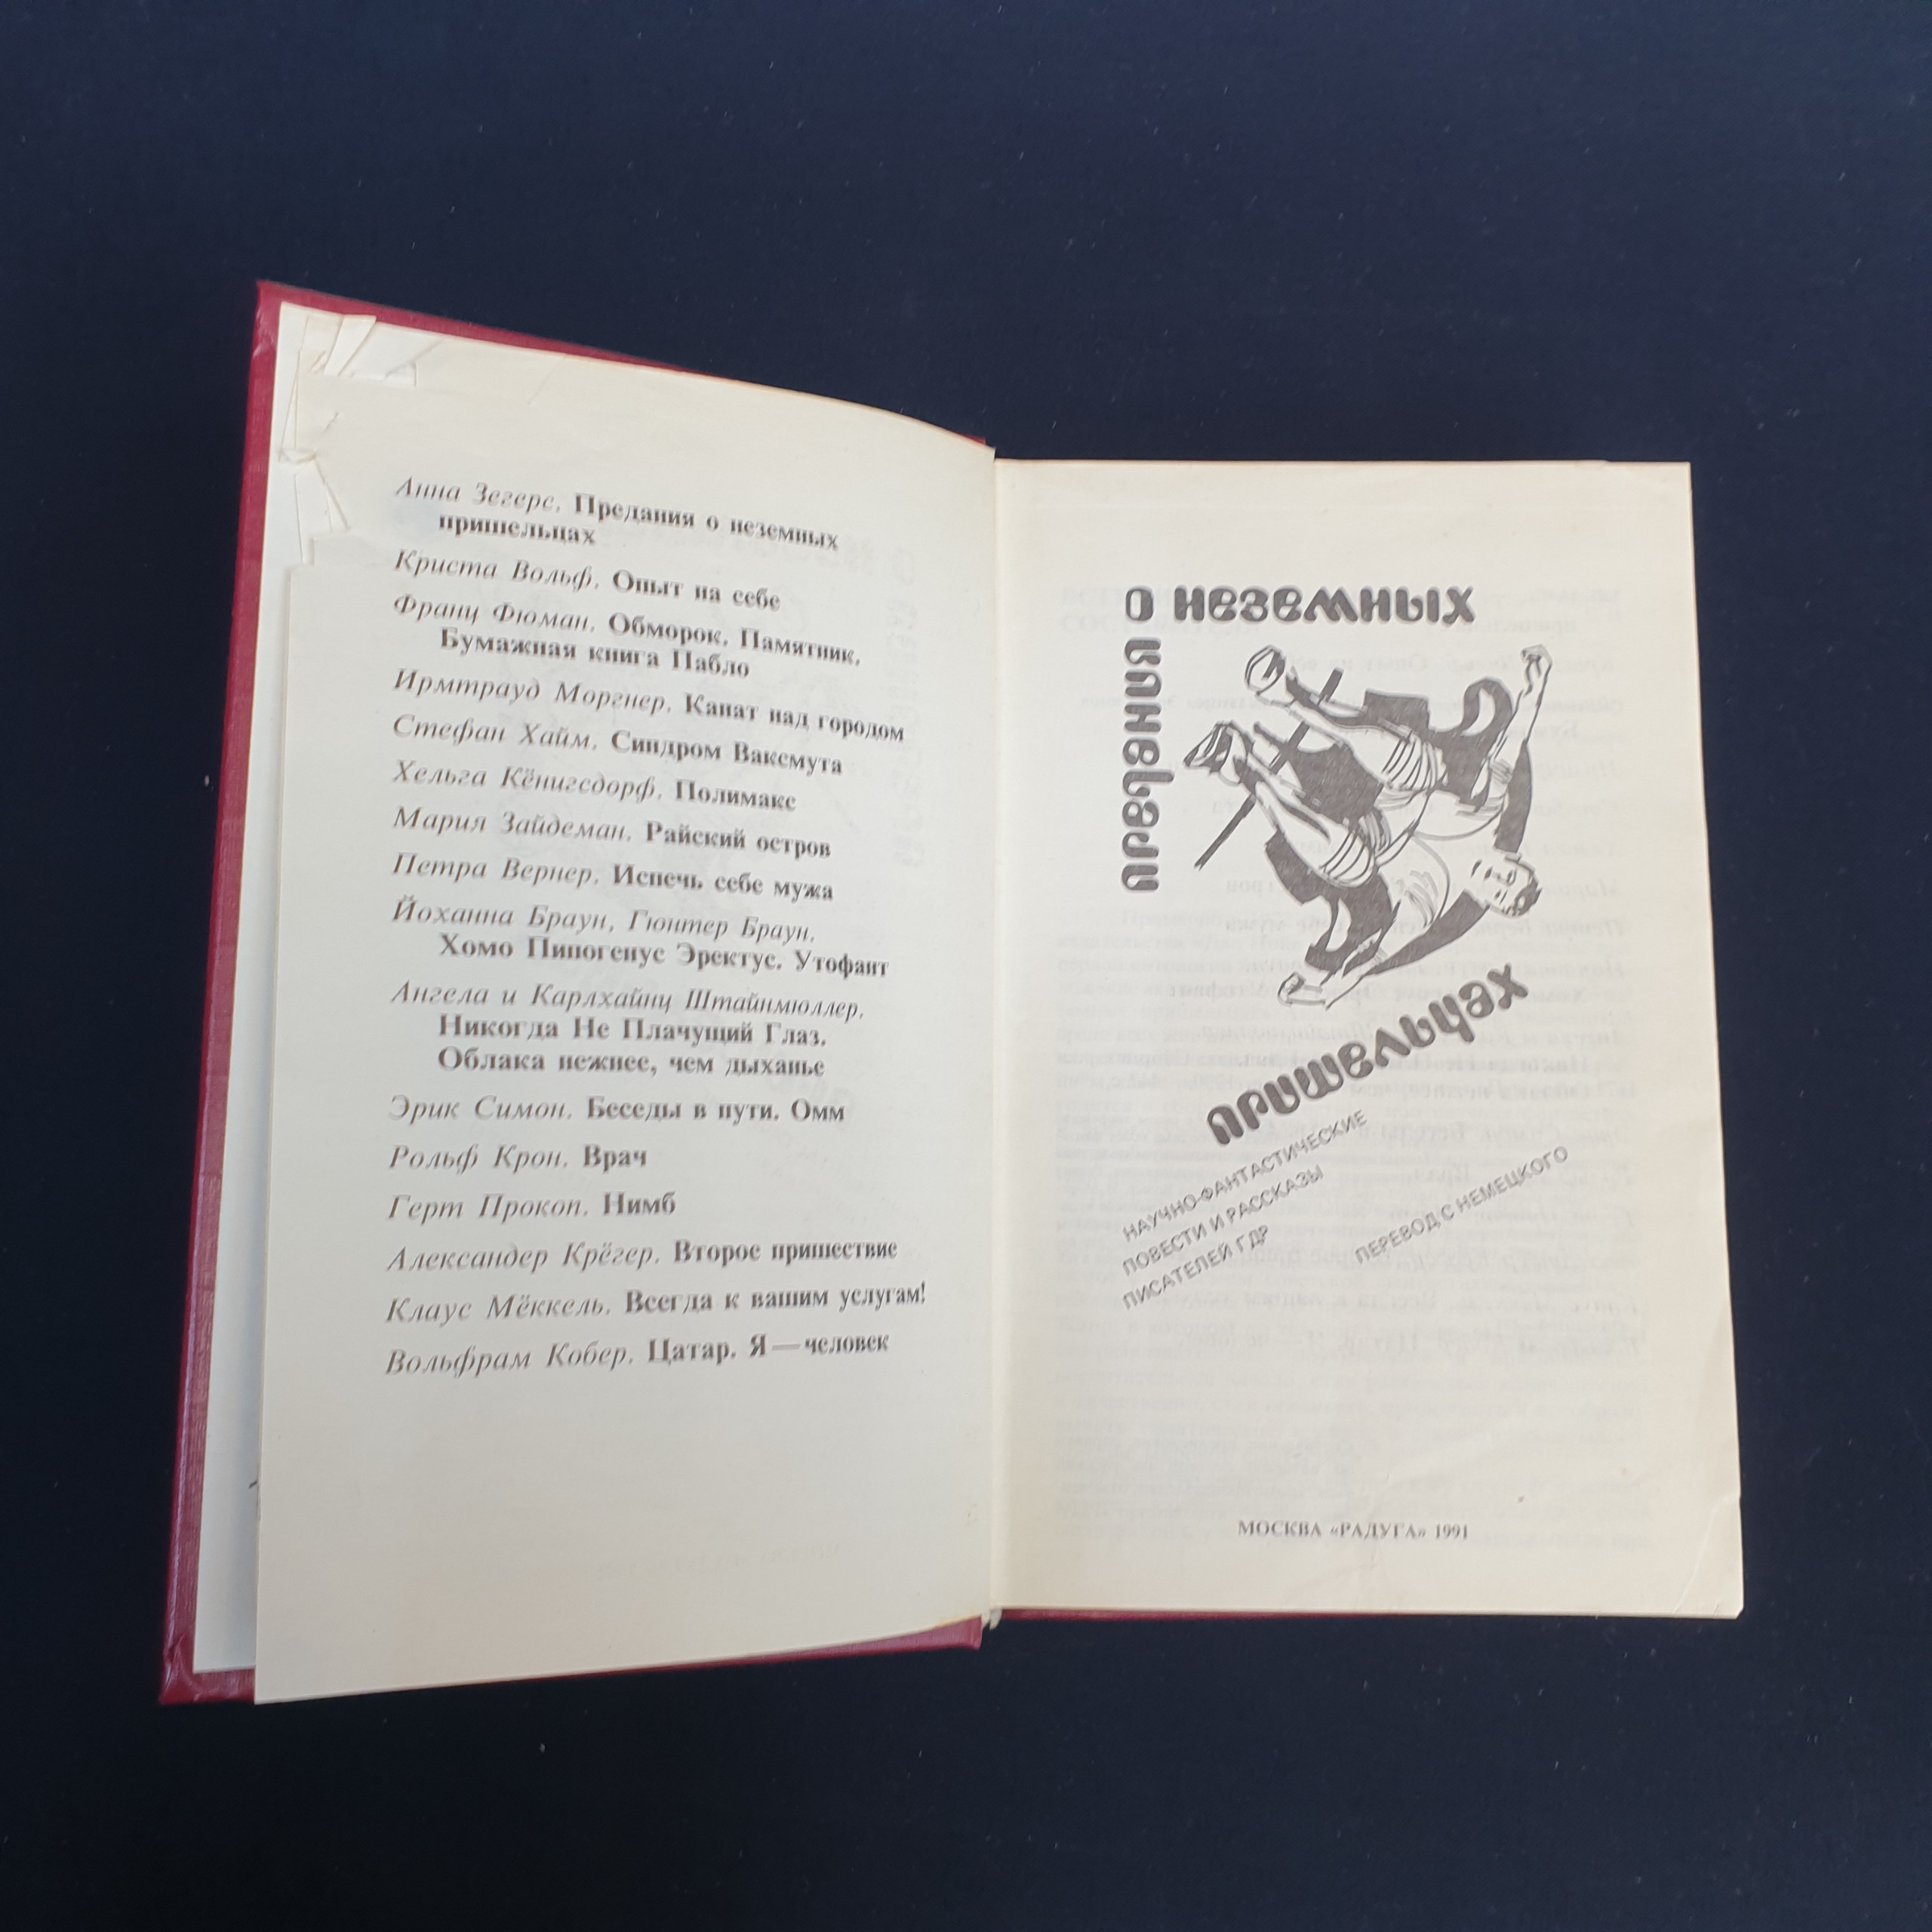 Анна Зегерс. Предания о неземных
пришельцах
Криста Вольф. Опыт на себе
Франц Фюман. Обморок. Памятник.
Бумажная книга Пабло
Ирмтрауд Моргнер. Канат над городом
Стефан Хайм. Синдром Ваксмута
Хельга Кёнигсдорф. Полимакс
Мария Зайдеман. Райский остров
Петра Вернер. Испечь себе мужа
Йоханна Браун, Гюнтер Браун.
Хомо Пипогенус Эректус. Утофант
Ангела и Карлхайнц Штайнмюллер.
Никогда Не Плачущий Глаз.
Облака нежнее, чем дыханье
Эрик Симон. Беседы в пути. Омм
Рольф Крон. Врач
Герт Прокоп. Нимб
Александер Крёгер. Второе пришествие
Клаус Мёккель. Всегда к вашим услугам!
Вольфрам Кобер. Цатар. Я — человек
предания
о неземных
пришельцах
НАУЧНО-ФАНТАСТИЧЕСКИЕ
ПОВЕСТИ И РАССКАЗЫ
ПИСАТЕЛЕЙ ГДР
ПЕРЕВОД С НЕМЕЦКОГО
МОСКВА «РАДУГА» 1991